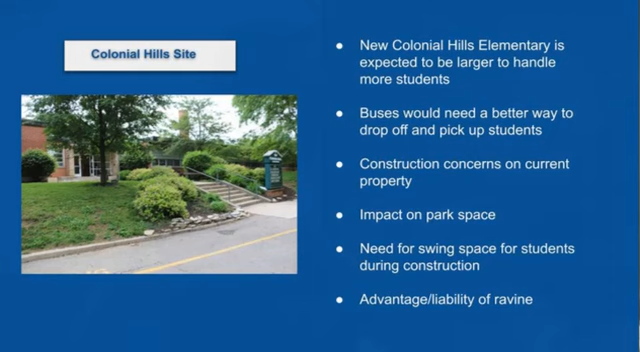 Colonial Hills Site
● New Colonial Hills Elementary is
expected to be larger to handle
more students
● Buses would need a better way to
drop off and pick up students
● Construction concerns on current
property
● Impact on park space
● Need for swing space for students
during construction
● Advantage/liability of ravine